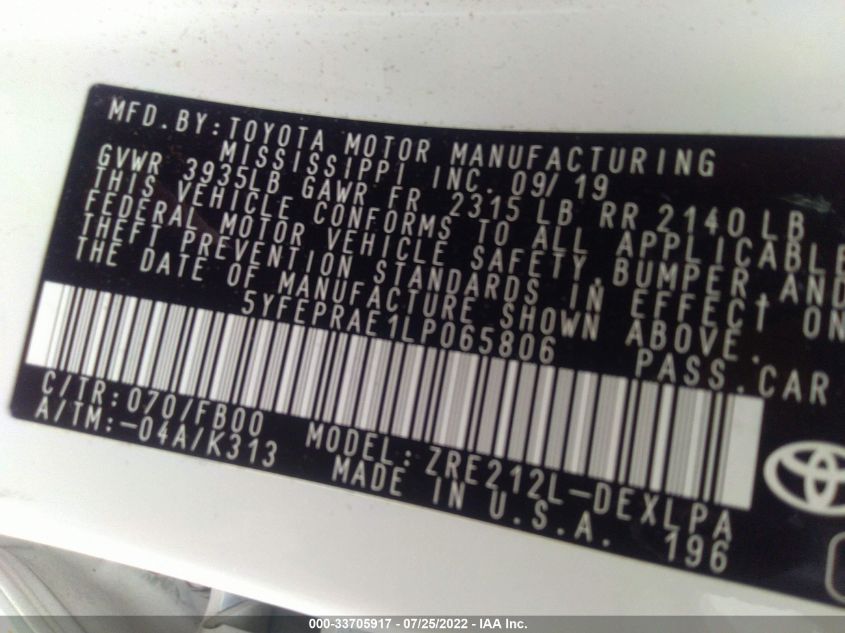 MFD.BY:TOYOTA MOTOR MANUFACTURING
MISSISSIPPI INC. 09/19
GVWR 3935LB GAWR FR 2315LB RR 2140LB
THIS VEHICLE CONFORMS TO ALL APPLICABLE
FEDERAL MOTOR VEHICLE SAFETY,BUMPER AND
THEFT PREVENTION STANDARDS IN EFFECT ON
THE DATE OF MANUFACTURE SHOWN ABOVE.
5YFEPRAE1LP065806 PASS.CAR
C/TR:070/FB00 MODEL:ZRE212L-DEXLPA
A/TM:-04A/K313 MADE IN U.S.A. 196
000-33705917 - 07/25/2022 - IAA Inc.